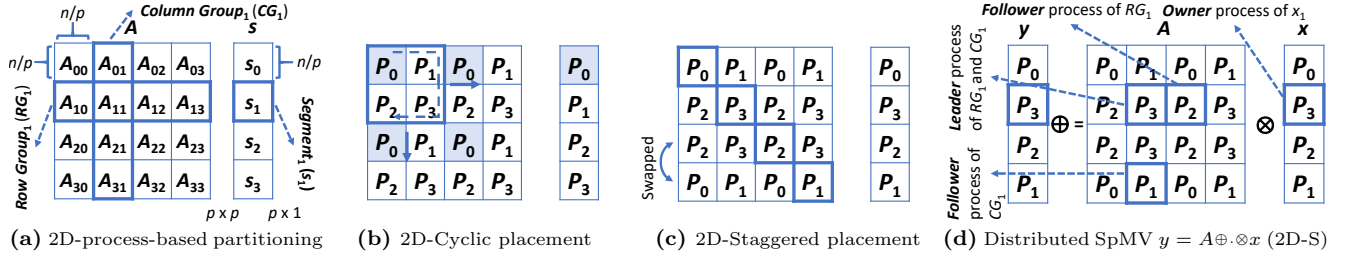 n/p
Column Group₁ (CG₁)
A
s
n/p
A₀₀ A₀₁ A₀₂ A₀₃
s₀
n/p
A₁₀ A₁₁ A₁₂ A₁₃
s₁
A₂₀ A₂₁ A₂₂ A₂₃
s₂
A₃₀ A₃₁ A₃₂ A₃₃
s₃
Row Group₁ (RG₁)
Segment₁ (s₁)
p x p
p x 1
(a) 2D-process-based partitioning
P₀ P₁ P₀ P₁
P₀
P₂ P₃ P₂ P₃
P₁
P₀ P₁ P₀ P₁
P₂
P₂ P₃ P₂ P₃
P₃
(b) 2D-Cyclic placement
P₀ P₁ P₀ P₁
P₀
P₂ P₃ P₂ P₃
P₃
P₂ P₃ P₂ P₃
P₂
P₀ P₁ P₀ P₁
P₁
Swapped
(c) 2D-Staggered placement
Follower process of RG₁
Owner process of x₁
Leader process
of RG₁ and CG₁
Follower
process of
CG₁
y
A
x
P₀
P₀ P₁ P₀ P₁
P₀
P₃
⊕ =
P₂ P₃ P₂ P₃
⊗
P₃
P₂
P₂ P₃ P₂ P₃
P₂
P₁
P₀ P₁ P₀ P₁
P₁
(d) Distributed SpMV y = A⊕.⊗x (2D-S)